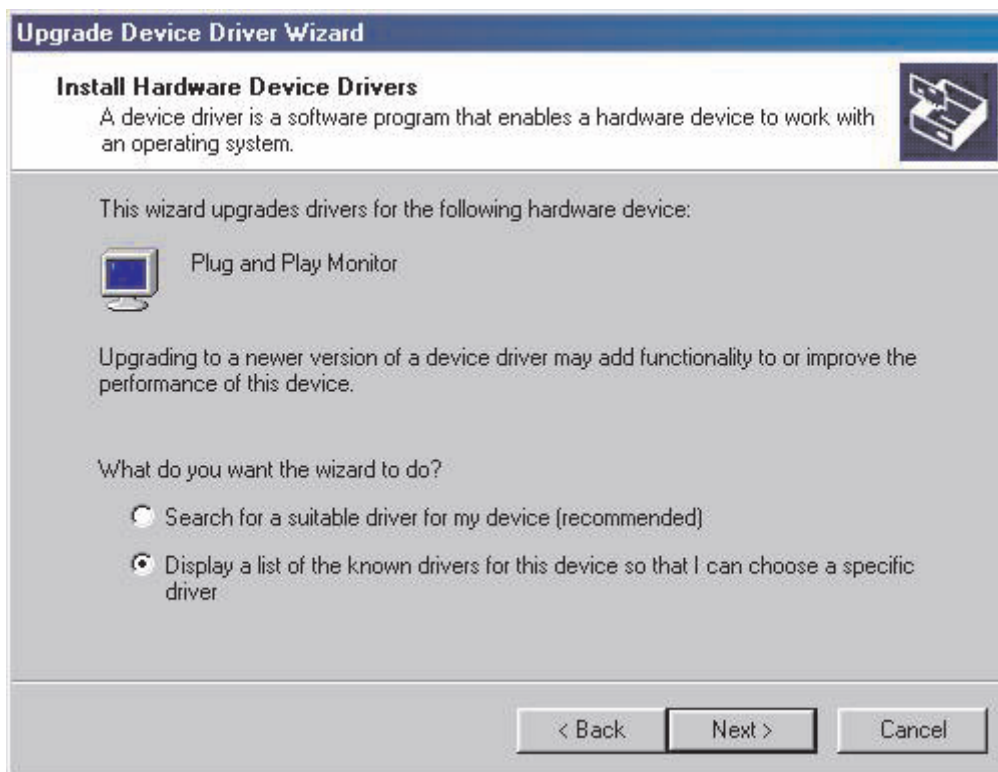 Upgrade Device Driver Wizard
Install Hardware Device Drivers
A device driver is a software program that enables a hardware device to work with
an operating system.
This wizard upgrades drivers for the following hardware device:
Plug and Play Monitor
Upgrading to a newer version of a device driver may add functionality to or improve the
performance of this device.
What do you want the wizard to do?
Search for a suitable driver for my device (recommended)
Display a list of the known drivers for this device so that I can choose a specific
driver
< Back Next > Cancel